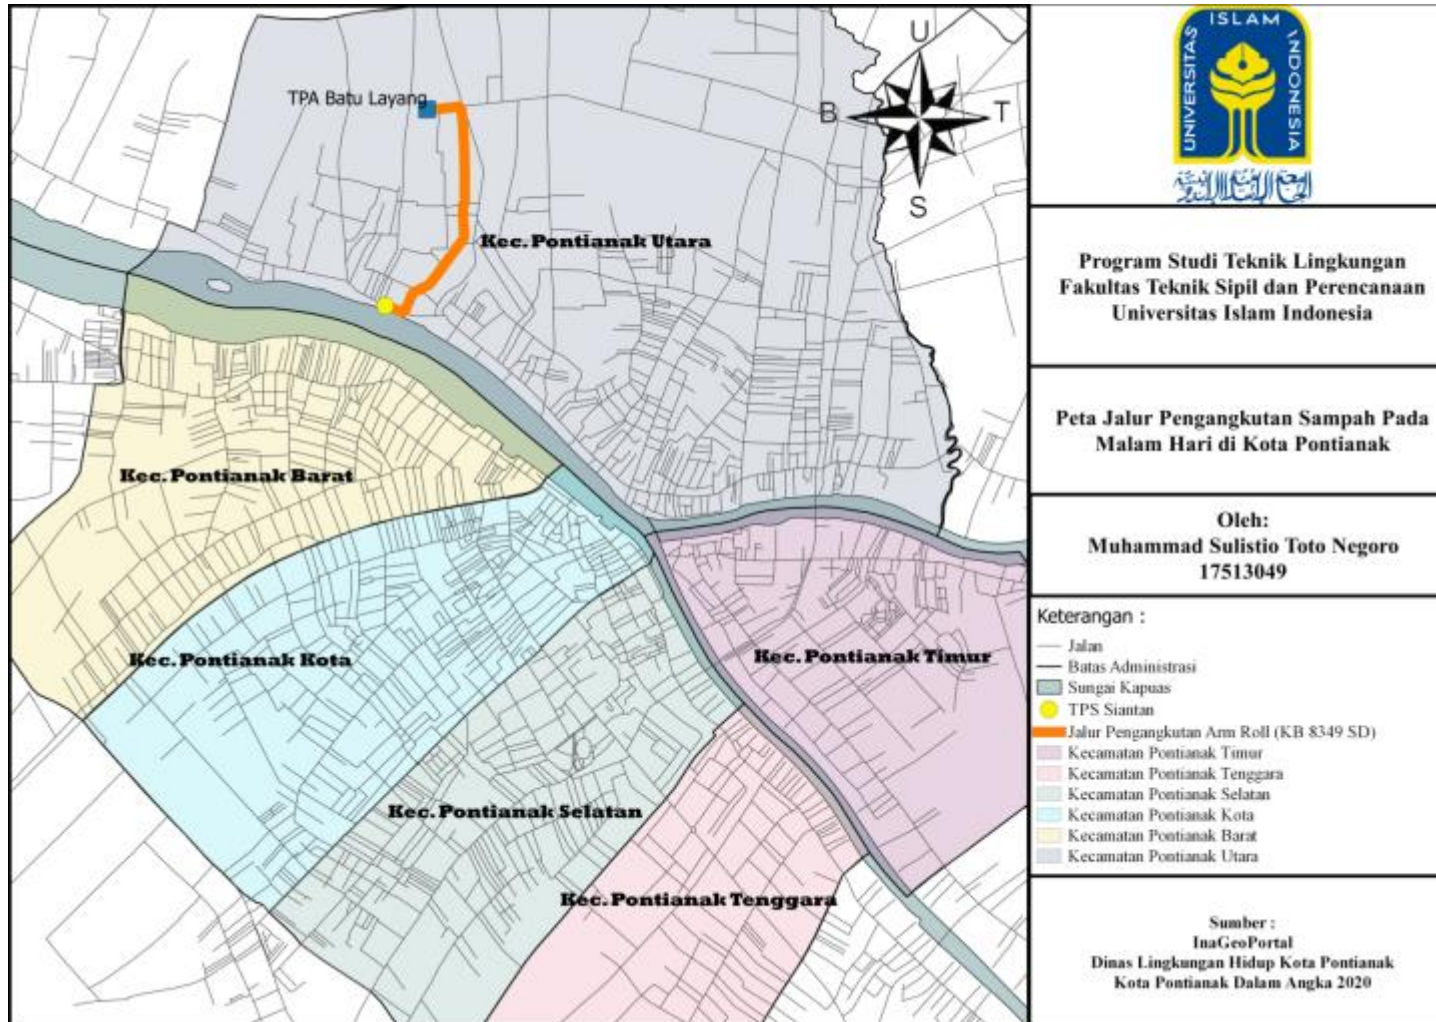 TPA Batu Layang
U
B
T
S
Kec. Pontianak Utara
Kec. Pontianak Barat
Kec. Pontianak Kota
Kec. Pontianak Timur
Kec. Pontianak Selatan
Kec. Pontianak Tenggara
UNIVERSITAS ISLAM INDONESIA
Program Studi Teknik Lingkungan
Fakultas Teknik Sipil dan Perencanaan
Universitas Islam Indonesia
Peta Jalur Pengangkutan Sampah Pada
Malam Hari di Kota Pontianak
Oleh:
Muhammad Sulistio Toto Negoro
17513049
Keterangan :
Jalan
Batas Administrasi
Sungai Kapuas
TPS Siantan
Jalur Pengangkutan Arm Roll (KB 8349 SD)
Kecamatan Pontianak Timur
Kecamatan Pontianak Tenggara
Kecamatan Pontianak Selatan
Kecamatan Pontianak Kota
Kecamatan Pontianak Barat
Kecamatan Pontianak Utara
Sumber :
InaGeoPortal
Dinas Lingkungan Hidup Kota Pontianak
Kota Pontianak Dalam Angka 2020